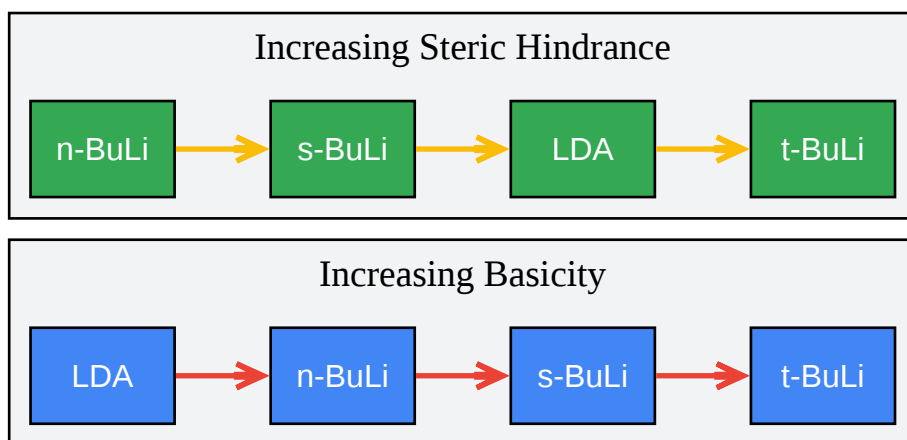 Increasing Steric Hindrance
n-BuLi s-BuLi LDA t-BuLi
Increasing Basicity
LDA n-BuLi s-BuLi t-BuLi